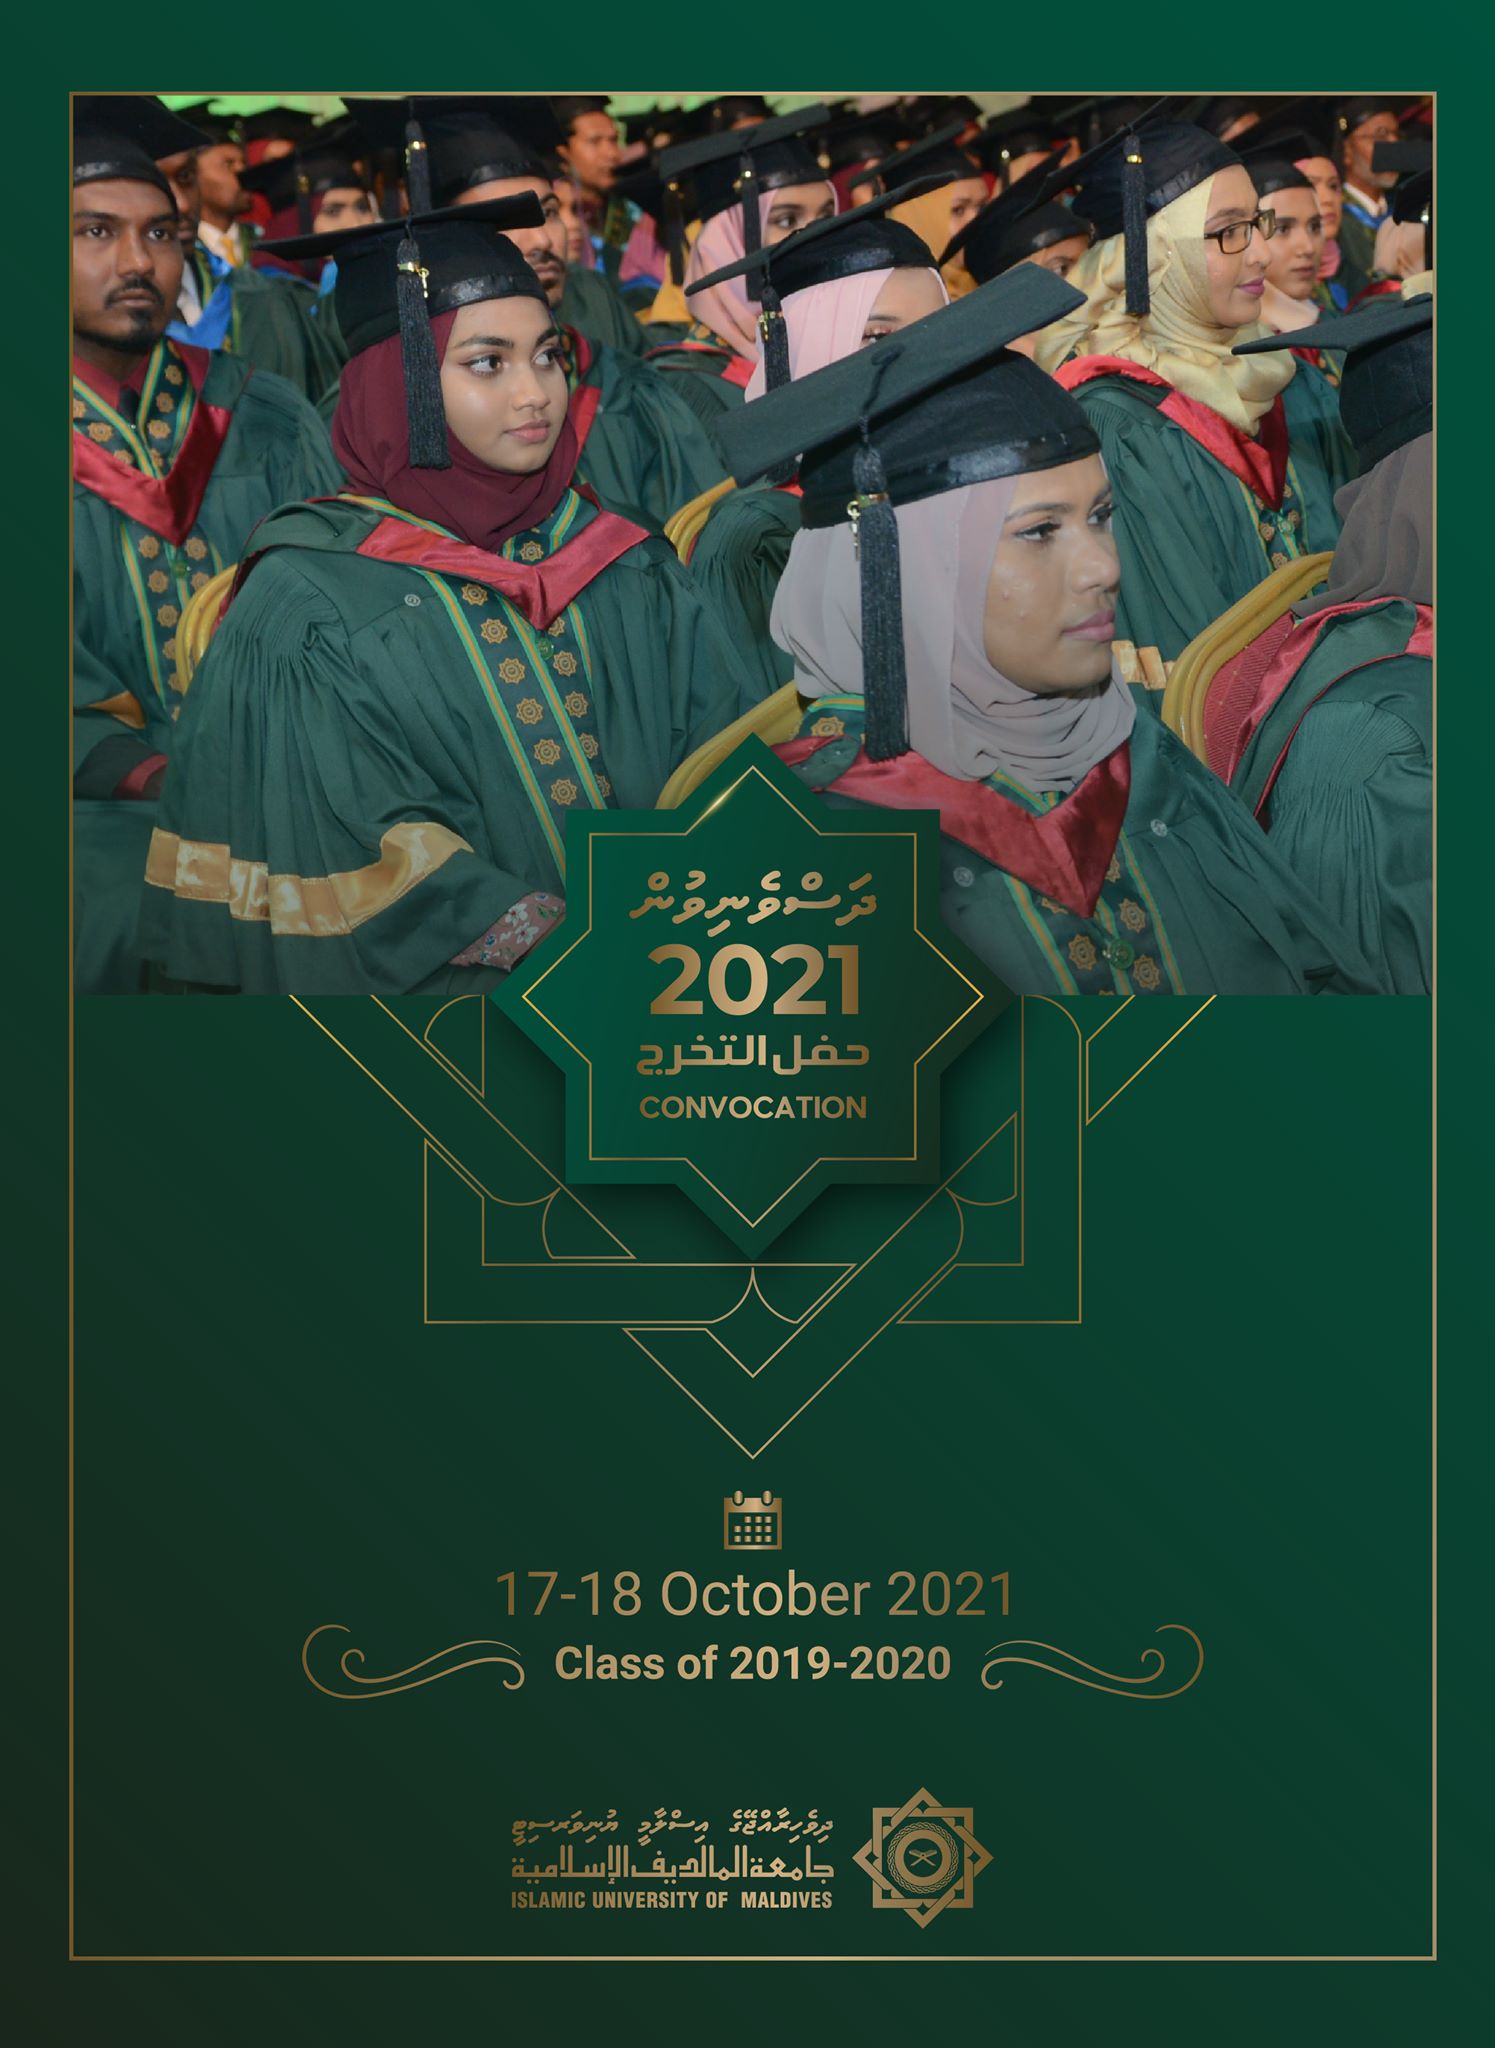 ދަސްވެނިވުން
2021
حفل التخرج
CONVOCATION
17-18 October 2021
Class of 2019-2020
ދިވެހިރާއްޖޭގެ އިސްލާމީ ޔުނިވަރސިޓީ
جامعة المالديف الإسلامية
ISLAMIC UNIVERSITY OF MALDIVES